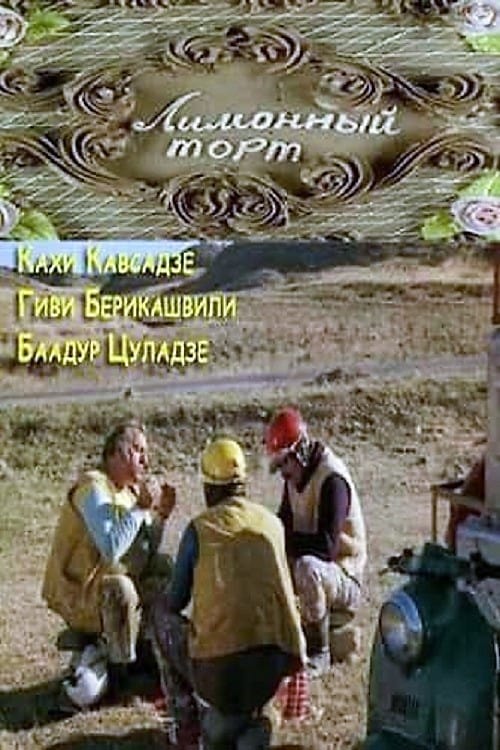 Лимонный
торт
Кахи Кавсадзе
Гиви Берикашвили
Баадур Цуладзе